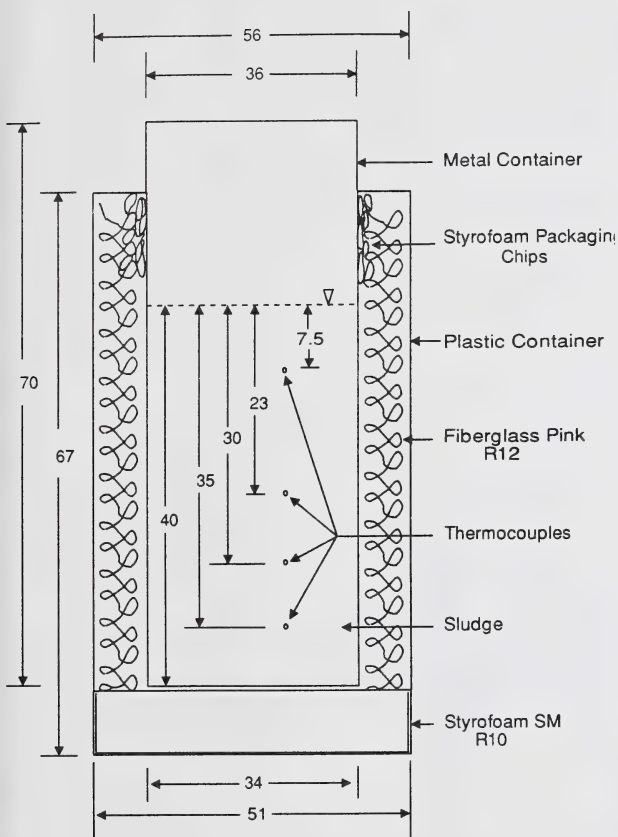 56
36
Metal Container
Styrofoam Packaging
Chips
7.5
Plastic Container
70
23
30
Fiberglass Pink
R12
67
35
40
Thermocouples
Sludge
Styrofoam SM
R10
34
51